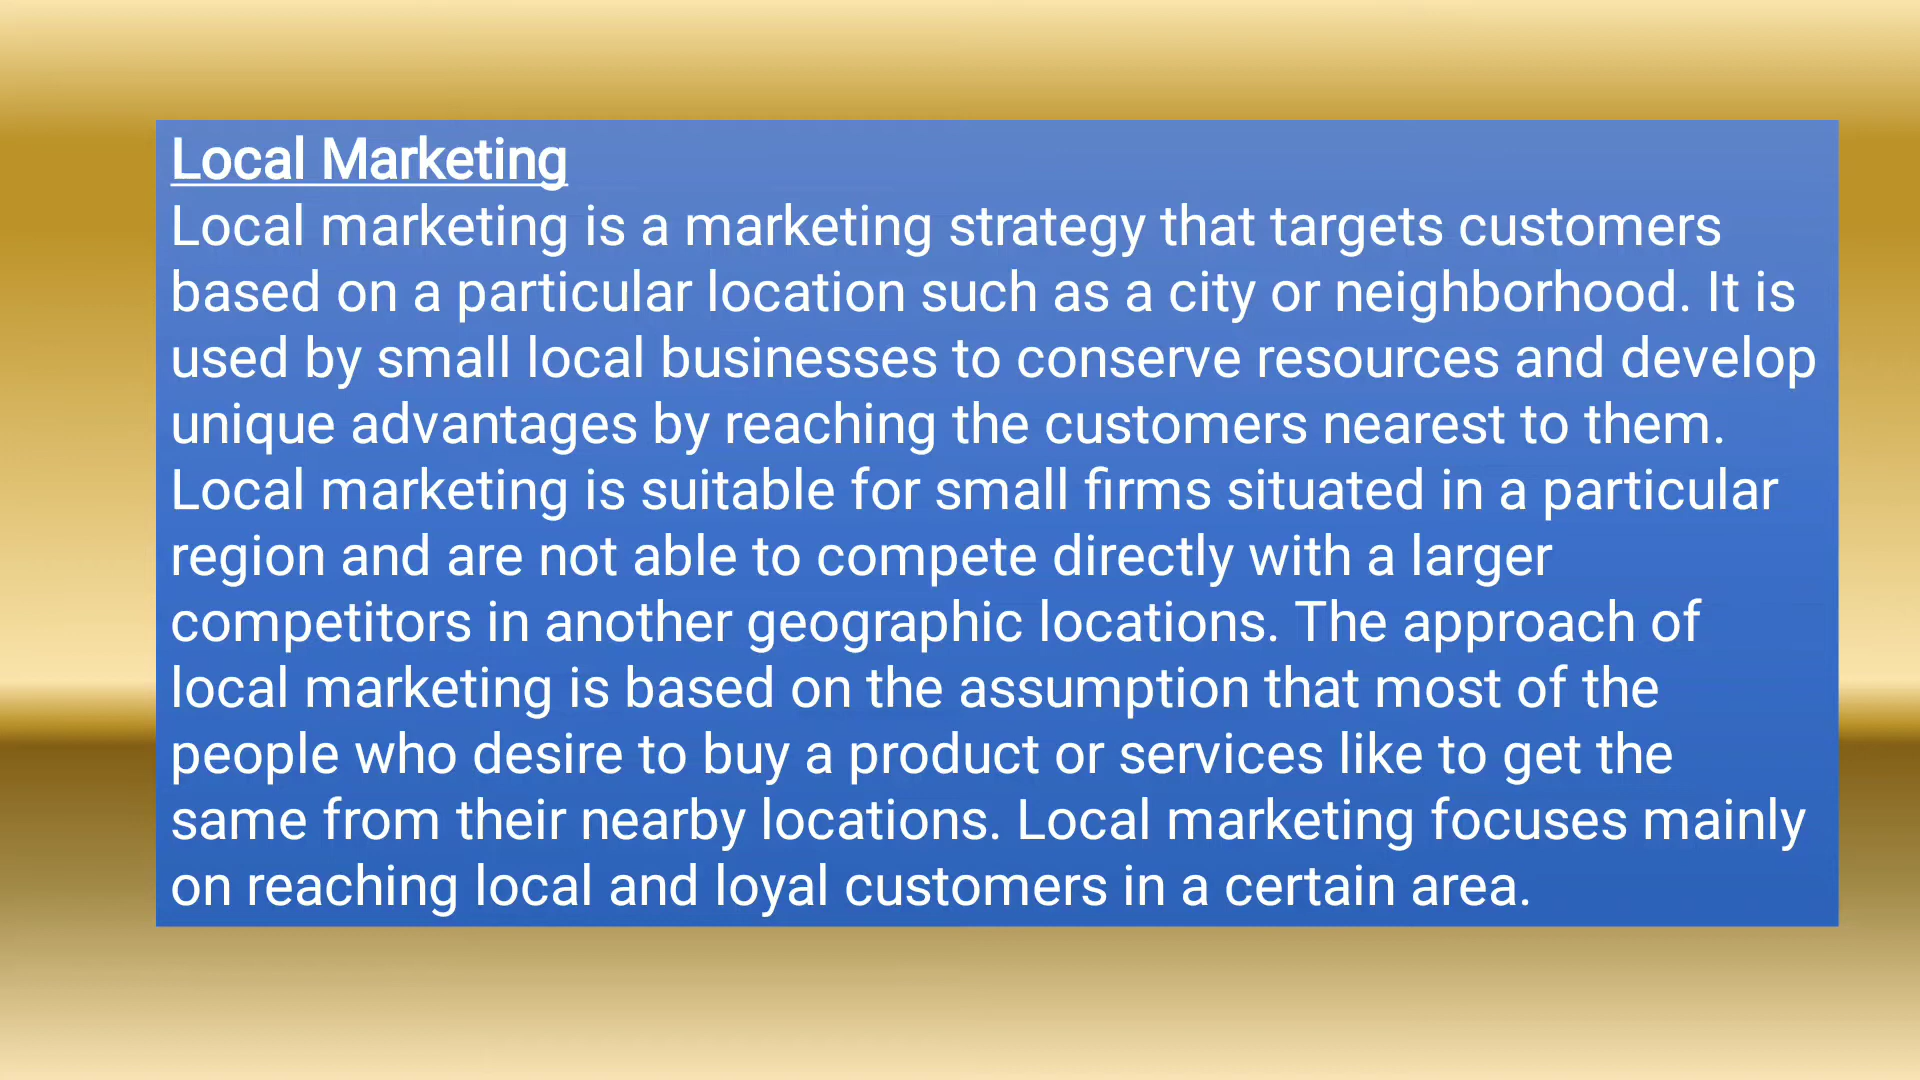 Local Marketing
Local marketing is a marketing strategy that targets customers
based on a particular location such as a city or neighborhood. It is
used by small local businesses to conserve resources and develop
unique advantages by reaching the customers nearest to them.
Local marketing is suitable for small firms situated in a particular
region and are not able to compete directly with a larger
competitors in another geographic locations. The approach of
local marketing is based on the assumption that most of the
people who desire to buy a product or services like to get the
same from their nearby locations. Local marketing focuses mainly
on reaching local and loyal customers in a certain area.